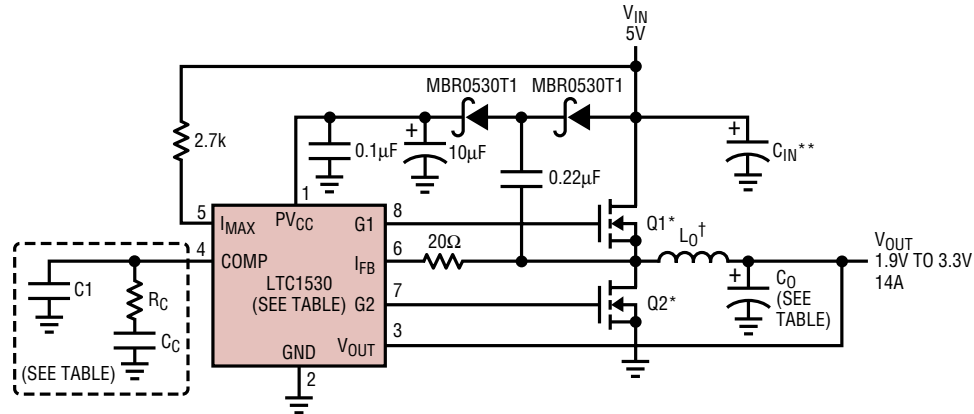 V_IN
5V
MBR0530T1
MBR0530T1
2.7k
0.1µF
+
10µF
+
C_IN**
0.22µF
1
5
I_MAX
PV_CC
G1
8
Q1*
L_O†
4
COMP
I_FB
6
20Ω
V_OUT
1.9V TO 3.3V
14A
C1
R_C
LTC1530
(SEE TABLE)
G2
7
Q2*
+
C_O
(SEE
TABLE)
C_C
3
V_OUT
GND
(SEE TABLE)
2